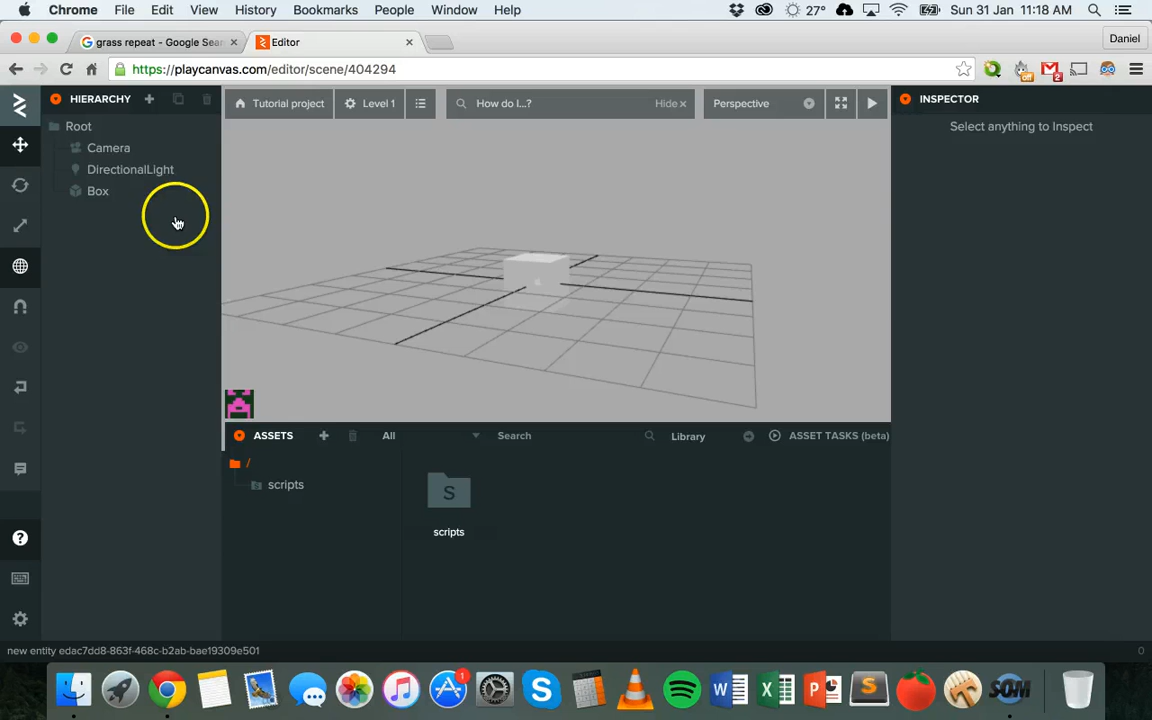 Chrome File Edit View History Bookmarks People Window Help 27° Sun 31 Jan 11:18 AM
grass repeat - Google Sear × Editor × Daniel
https://playcanvas.com/editor/scene/404294 2
HIERARCHY Tutorial project Level 1 How do I...? Hide × Perspective INSPECTOR
Root Select anything to Inspect
Camera
DirectionalLight
Box
ASSETS All Search Library ASSET TASKS (beta)
/
scripts
S
scripts
?
new entity edac7dd8-863f-468c-b2ab-bae19309e501 0
1 S W X P S SOM